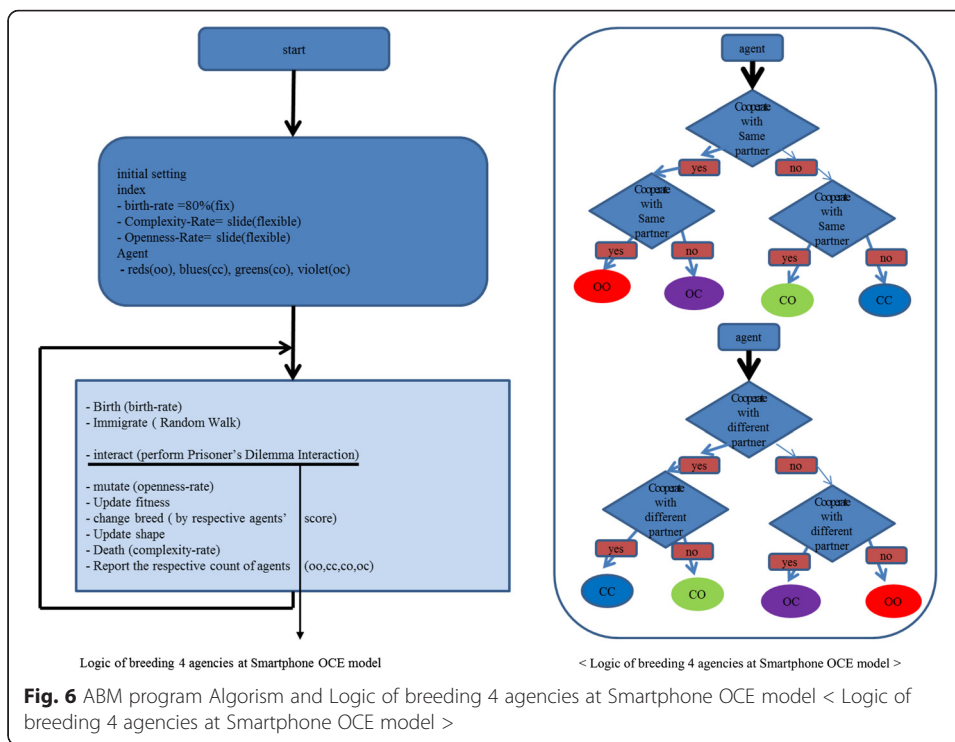 start
initial setting
index
- birth-rate =80%(fix)
- Complexity-Rate= slide(flexible)
- Openness-Rate= slide(flexible)
Agent
- reds(oo), blues(cc), greens(co), violet(oc)
- Birth (birth-rate)
- Immigrate ( Random Walk)
- interact (perform Prisoner's Dilemma Interaction)
- mutate (openness-rate)
- Update fitness
- change breed ( by respective agents' score)
- Update shape
- Death (complexity-rate)
- Report the respective count of agents (oo,cc,co,oc)
Logic of breeding 4 agencies at Smartphone OCE model
agent
Cooperate
with
Same
partner
yes
no
Cooperate
with
Same
partner
Cooperate
with
Same
partner
yes
no
yes
no
OO
OC
CO
CC
agent
Cooperate
with
different
partner
yes
no
Cooperate
with
different
partner
Cooperate
with
different
partner
yes
no
yes
no
CC
CO
OC
OO
< Logic of breeding 4 agencies at Smartphone OCE model >
Fig. 6 ABM program Algorism and Logic of breeding 4 agencies at Smartphone OCE model < Logic of
breeding 4 agencies at Smartphone OCE model >